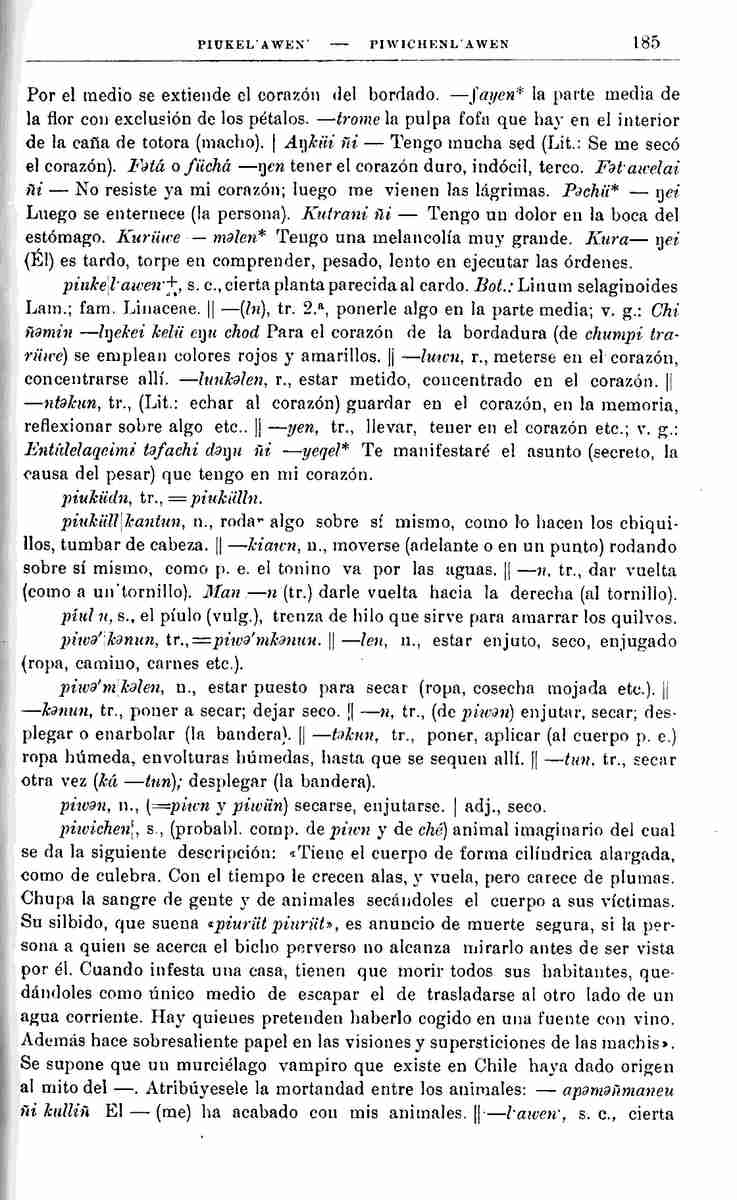 PIUKEL·AWEN· — PIWICHENL·AWEN 185
Por el medio se extiende el corazón del bordado. —ƒayen* la parte media de
la flor con exclusión de los pétalos. —trome la pulpa fofa que hay en el interior
de la caña de totora (macho). | Aŋküi ñi — Tengo mucha sed (Lit.: Se me secó
el corazón). Fətá o füchá —ŋen tener el corazón duro, indócil, terco. Fət·awelai
ñi — No resiste ya mi corazón; luego me vienen las lágrimas. Pəchü* — ŋei
Luego se enternece (la persona). Kutrani ñi — Tengo un dolor en la boca del
estómago. Kurüwe — məlen* Tengo una melancolía muy grande. Kura— ŋei
(Él) es tardo, torpe en comprender, pesado, lento en ejecutar las órdenes.
piuke|l·awen·+, s. c., cierta planta parecida al cardo. Bot.: Linum selaginoides
Lam.; fam. Linaceae. || —(ln), tr. 2.ª, ponerle algo en la parte media; v. g.: Chi
ñəmin —lŋekei kelü eŋu chod Para el corazón de la bordadura (de chumpi tra-
rüwe) se emplean colores rojos y amarillos. || —luwn, r., meterse en el corazón,
concentrarse allí. —luukəlen, r., estar metido, concentrado en el corazón. ||
—ntəkun, tr., (Lit.: echar al corazón) guardar en el corazón, en la memoria,
reflexionar sobre algo etc.. || —yen, tr., llevar, tener en el corazón etc.; v. g.:
Entúlelaqeimi təfachi dəŋu ñi —yeqel* Te manifestaré el asunto (secreto, la
causa del pesar) que tengo en mi corazón.
piuküdn, tr., = piukülln.
piuküll|kantun, n., rodar algo sobre sí mismo, como lo hacen los chiqui-
llos, tumbar de cabeza. || —kiawn, n., moverse (adelante o en un punto) rodando
sobre sí mismo, como p. e. el tonino va por las aguas. || —n, tr., dar vuelta
(como a un tornillo). Man —n (tr.) darle vuelta hacia la derecha (al tornillo).
píul·n, s., el píulo (vulg.), trenza de hilo que sirve para amarrar los quilvos.
piwə'|kənun, tr., =piwə'mkənun. || —len, n., estar enjuto, seco, enjugado
(ropa, camino, carnes etc.).
piwə'm|kəlen, n., estar puesto para secar (ropa, cosecha mojada etc.). ||
—kənun, tr., poner a secar; dejar seco. || —n, tr., (de piwən) enjutar, secar; des-
plegar o enarbolar (la bandera). || —təkun, tr., poner, aplicar (al cuerpo p. e.)
ropa húmeda, envolturas húmedas, hasta que se sequen allí. || —tun, tr., secar
otra vez (ká —tun); desplegar (la bandera).
piwən, n., (=piwn y piwün) secarse, enjutarse. | adj., seco.
piwichen|, s., (probabl. comp. de piwn y de ché) animal imaginario del cual
se da la siguiente descripción: «Tiene el cuerpo de forma cilíndrica alargada,
como de culebra. Con el tiempo le crecen alas, y vuela, pero carece de plumas.
Chupa la sangre de gente y de animales secándoles el cuerpo a sus víctimas.
Su silbido, que suena «piurüt piurüt», es anuncio de muerte segura, si la per-
sona a quien se acerca el bicho perverso no alcanza mirarlo antes de ser vista
por él. Cuando infesta una casa, tienen que morir todos sus habitantes, que-
dándoles como único medio de escapar el de trasladarse al otro lado de un
agua corriente. Hay quienes pretenden haberlo cogido en una fuente con vino.
Además hace sobresaliente papel en las visiones y supersticiones de las machis».
Se supone que un murciélago vampiro que existe en Chile haya dado origen
al mito del —. Atribúyesele la mortandad entre los animales: — apəməñmaneu
ñi kulliñ El — (me) ha acabado con mis animales. || —l·awen·, s. c., cierta